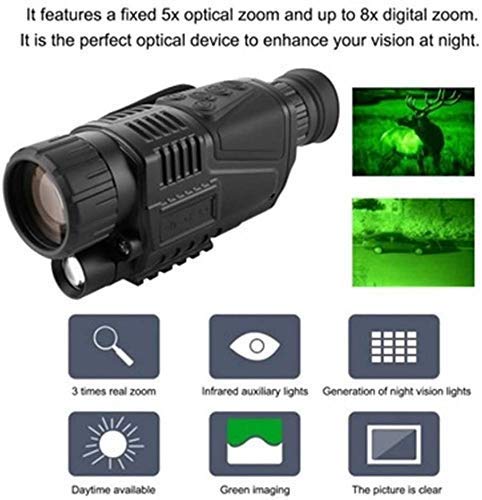 It features a fixed 5x optical zoom and up to 8x digital zoom.
It is the perfect optical device to enhance your vision at night.
3 times real zoom
Infrared auxiliary lights
Generation of night vision lights
Daytime available
Green imaging
The picture is clear